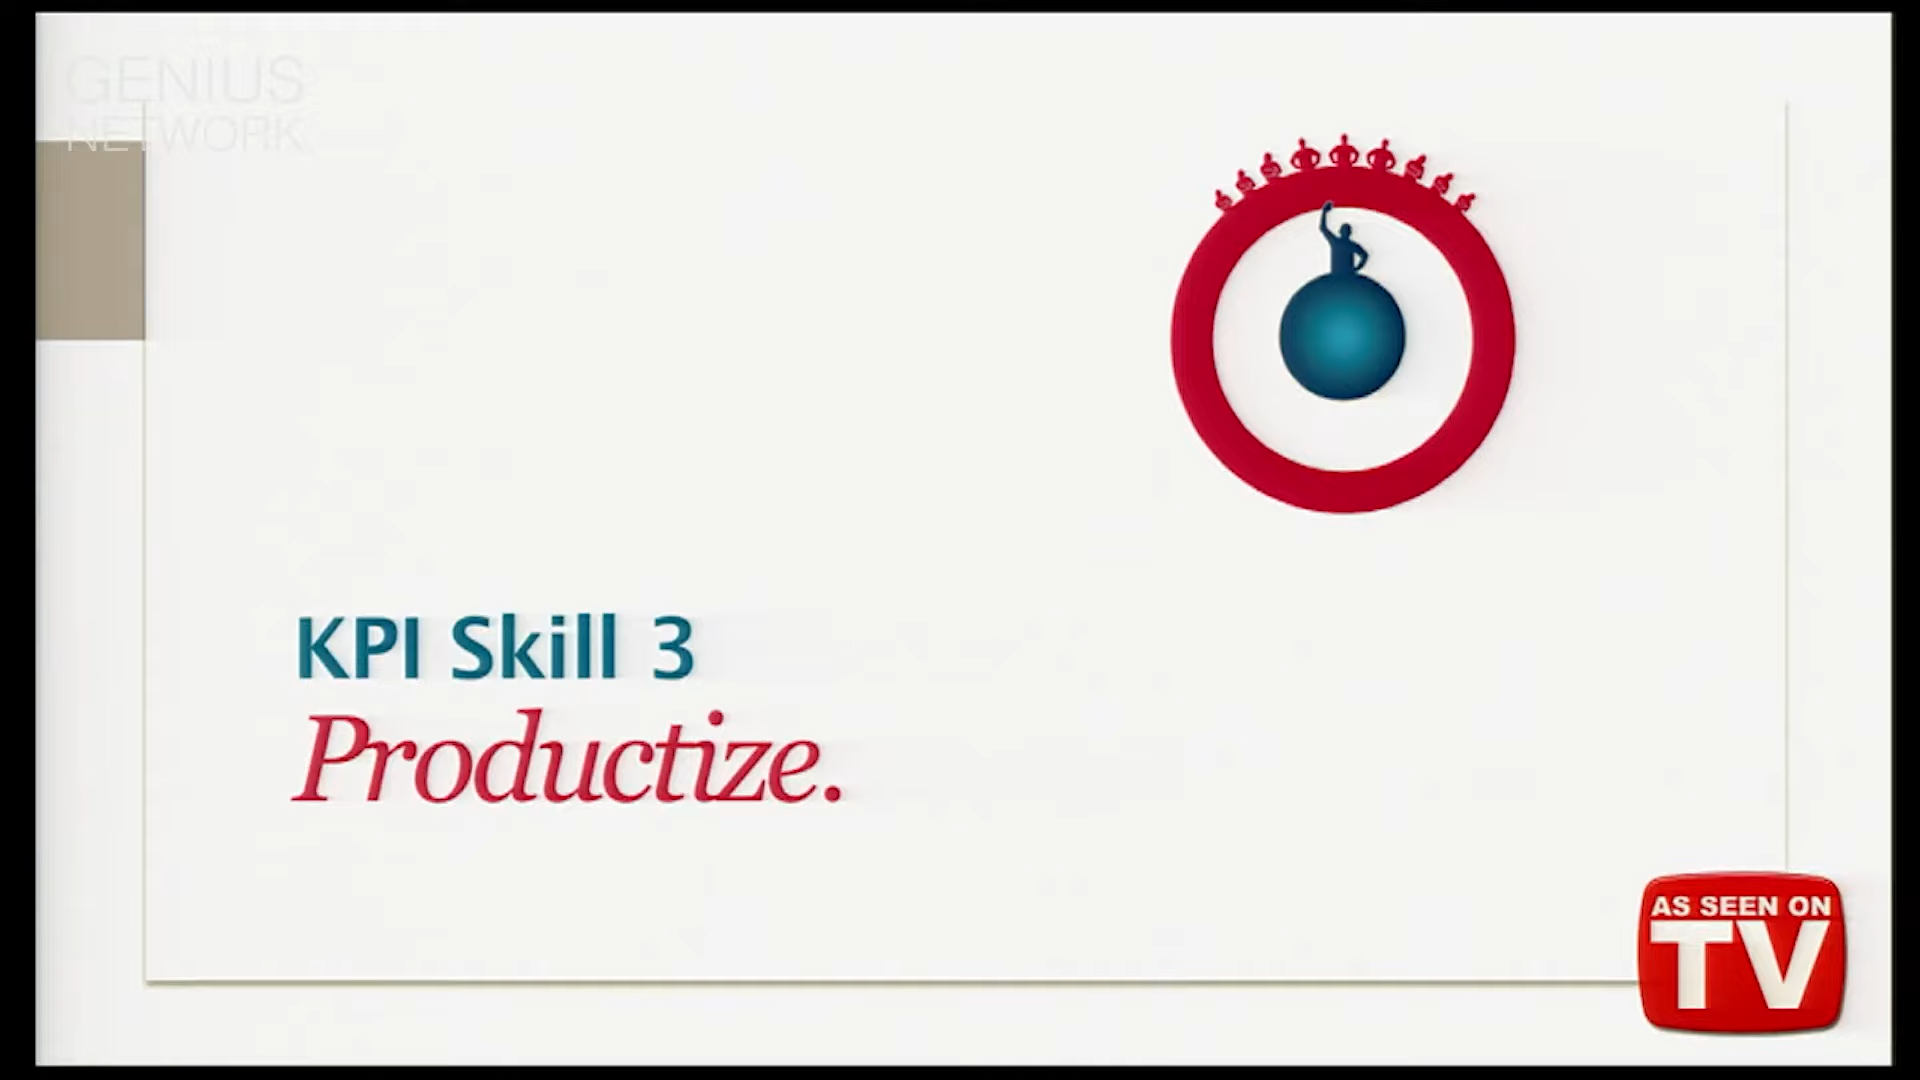 GENIUS
NETWORK
KPI Skill 3
Productize.
AS SEEN ON
TV